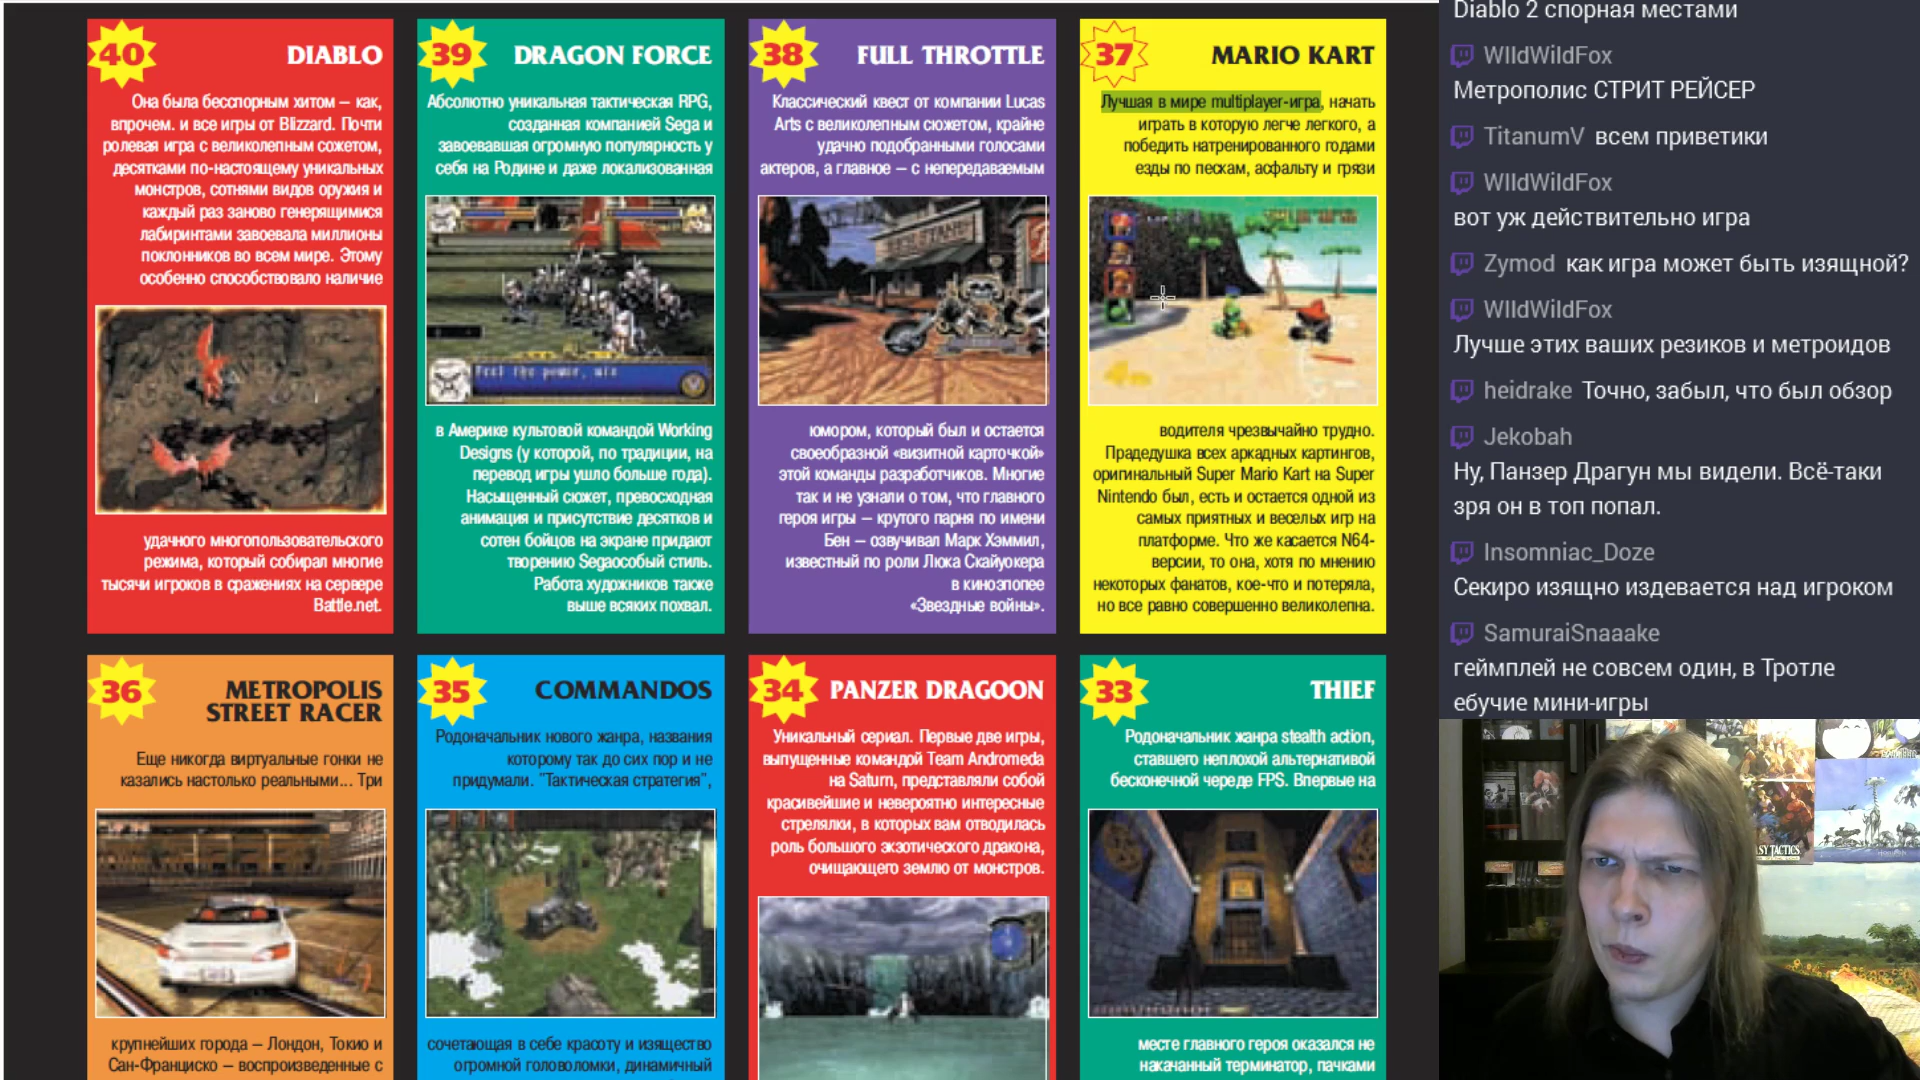 40
DIABLO
Она была бесспорным хитом – как,
впрочем. и все игры от Blizzard. Почти
ролевая игра с великолепным сожетом,
десятками по-настоящему уникальных
монстров, сотнями видов оружия и
каждый раз заново генерящимися
лабиринтами завоевала миллионы
поклонников во всем мире. Этому
особенно способствовало наличие
удачного многопользовательского
режима, который собирал многие
тысячи игроков в сражениях на сервере
Battle.net.
39
DRAGON FORCE
Абсолютно уникальная тактическая RPG,
созданная компанией Sega и
завоевавшая огромную популярность у
себя на Родине и даже локализованная
Feel the power,
в Америке культовой командой Working
Designs (у которой, по традиции, на
перевод игры ушло больше года).
Насыщенный сюжет, превосходная
анимация и присутствие десятков и
сотен бойцов на экране придают
творению Segaособый стиль.
Работа художников также
выше всяких похвал.
38
FULL THROTTLE
Классический квест от компании Lucas
Arts с великолепным сюжетом, крайне
удачно подобранными голосами
актеров, а главное – с непередаваемым
юмором, который был и остается
своеобразной «визитной карточкой»
этой команды разработчиков. Многие
так и не узнали о том, что главного
героя игры – крутого парня по имени
Бен – озвучивал Марк Хэммил,
известный по роли Люка Скайуокера
в киноэпопее
«Звездные войны».
37
MARIO KART
Лучшая в мире multiplayer-игра, начать
играть в которую легче легкого, а
победить натренированного годами
езды по пескам, асфальту и грязи
водителя чрезвычайно трудно.
Прадедушка всех аркадных картингов,
оригинальный Super Mario Kart на Super
Nintendo был, есть и остается одной из
самых приятных и веселых игр на
платформе. Что же касается N64-
версии, то она, хотя по мнению
некоторых фанатов, кое-что и потеряла,
но все равно совершенно великолепна.
36
METROPOLIS
STREET RACER
Еще никогда виртуальные гонки не
казались настолько реальными... Три
крупнейших города – Лондон, Токио и
Сан-Франциско – воспроизведенные с
35
COMMANDOS
Родоначальник нового жанра, названия
которому так до сих пор и не
придумали. "Тактическая стратегия",
сочетающая в себе красоту и изящество
огромной головоломки, динамичный
34
PANZER DRAGOON
Уникальный сериал. Первые две игры,
выпущенные командой Team Andromeda
на Saturn, представляли собой
красивейшие и невероятно интересные
стрелялки, в которых вам отводилась
роль большого экзотического дракона,
очищающего землю от монстров.
33
THIEF
Родоначальник жанра stealth action,
ставшего неплохой альтернативой
бесконечной череде FPS. Впервые на
месте главного героя оказался не
накачанный терминатор, пачками
Diablo 2 спорная местами
WIldWildFox
Метрополис СТРИТ РЕЙСЕР
TitanumV всем приветики
WIldWildFox
вот уж действительно игра
Zymod как игра может быть изящной?
WIldWildFox
Лучше этих ваших резиков и метроидов
heidrake Точно, забыл, что был обзор
Jekobah
Ну, Панзер Драгун мы видели. Всё-таки
зря он в топ попал.
Insomniac_Doze
Секиро изящно издевается над игроком
SamuraiSnaaake
геймплей не совсем один, в Тротле
ебучие мини-игры
SY TACTICS